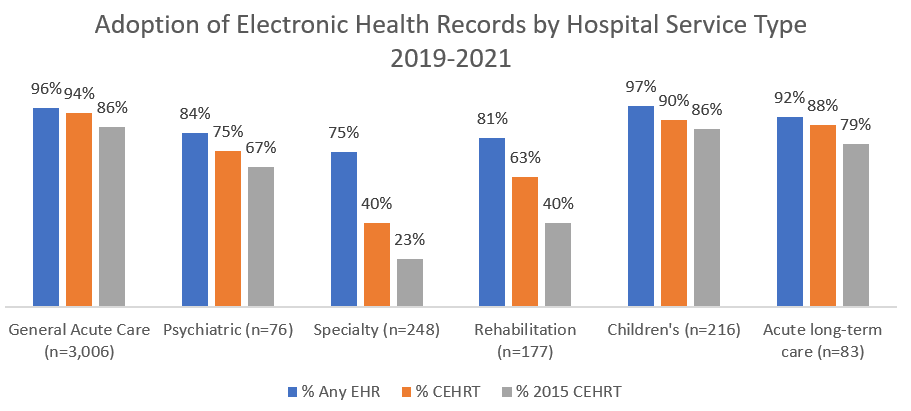 Adoption of Electronic Health Records by Hospital Service Type
2019-2021
96% 94% 86%
84% 75% 67%
75% 40% 23%
81% 63% 40%
97% 90% 86%
92% 88% 79%
General Acute Care
(n=3,006)
Psychiatric (n=76)
Specialty (n=248)
Rehabilitation
(n=177)
Children's (n=216)
Acute long-term
care (n=83)
% Any EHR % CEHRT % 2015 CEHRT